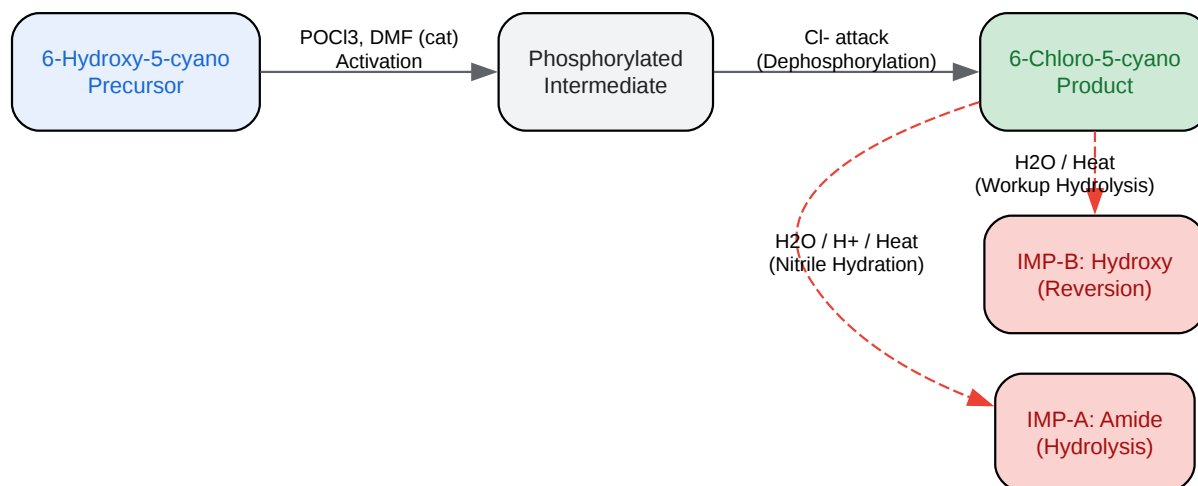 6-Hydroxy-5-cyano
Precursor
POCl3, DMF (cat)
Activation
Phosphorylated
Intermediate
Cl- attack
(Dephosphorylation)
6-Chloro-5-cyano
Product
H2O / Heat
(Workup Hydrolysis)
H2O / H+ / Heat
(Nitrile Hydration)
IMP-B: Hydroxy
(Reversion)
IMP-A: Amide
(Hydrolysis)